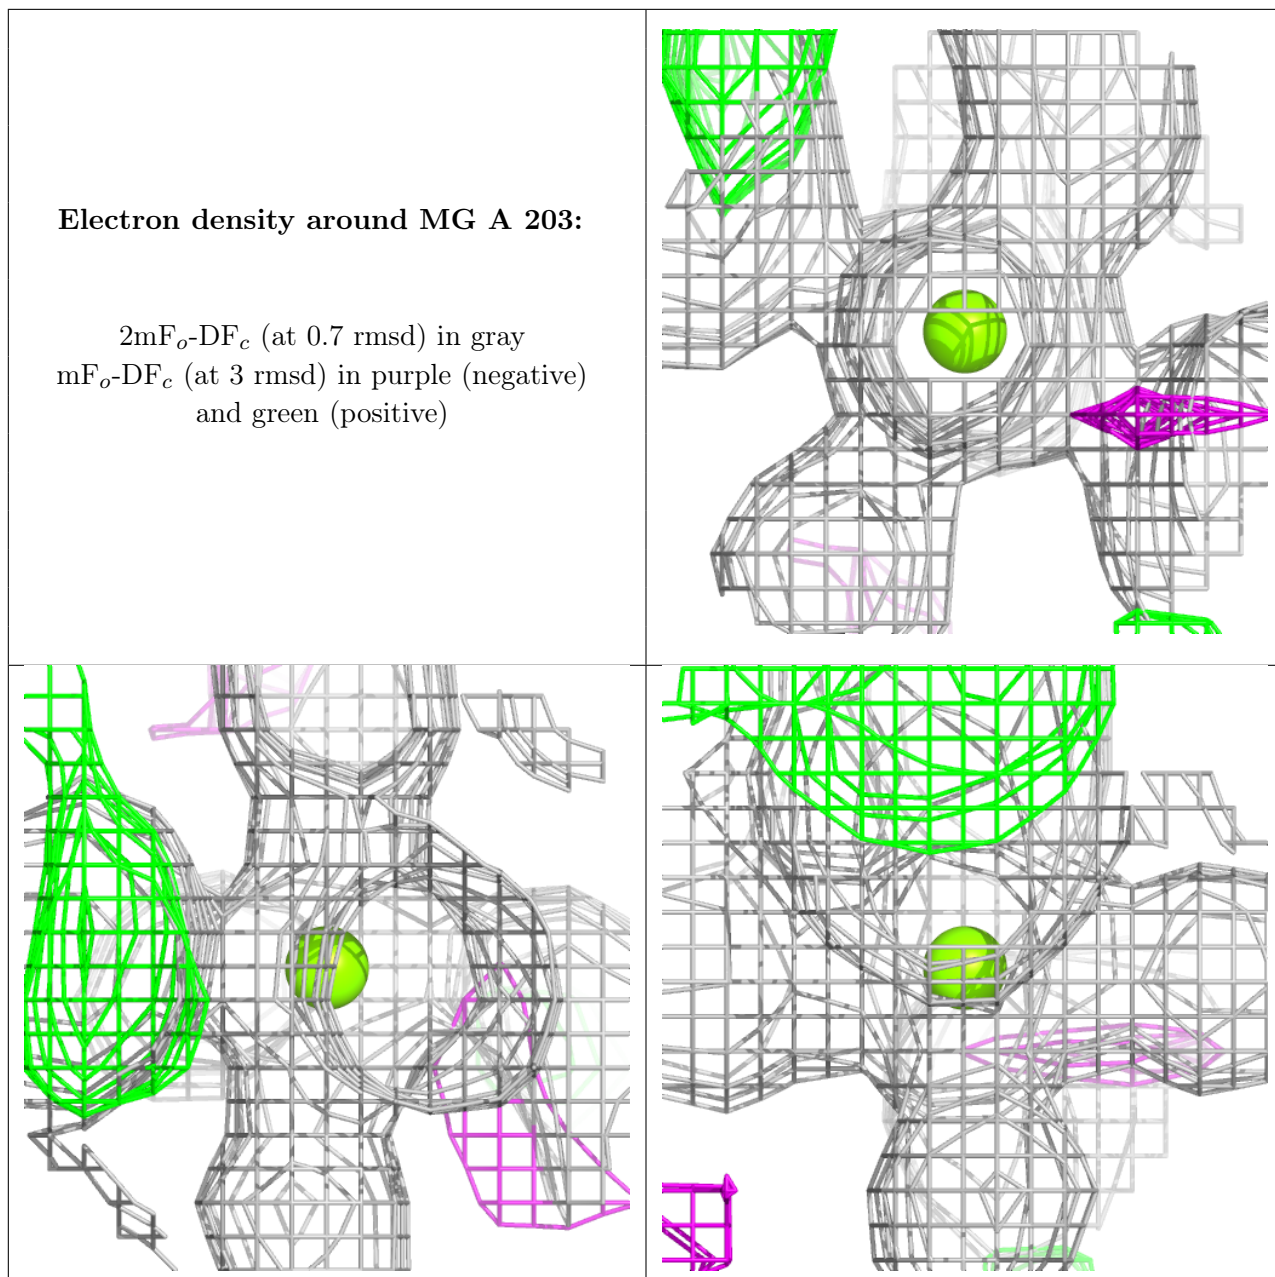 Electron density around MG A 203:
2mFo-DFc (at 0.7 rmsd) in gray
mFo-DFc (at 3 rmsd) in purple (negative)
and green (positive)